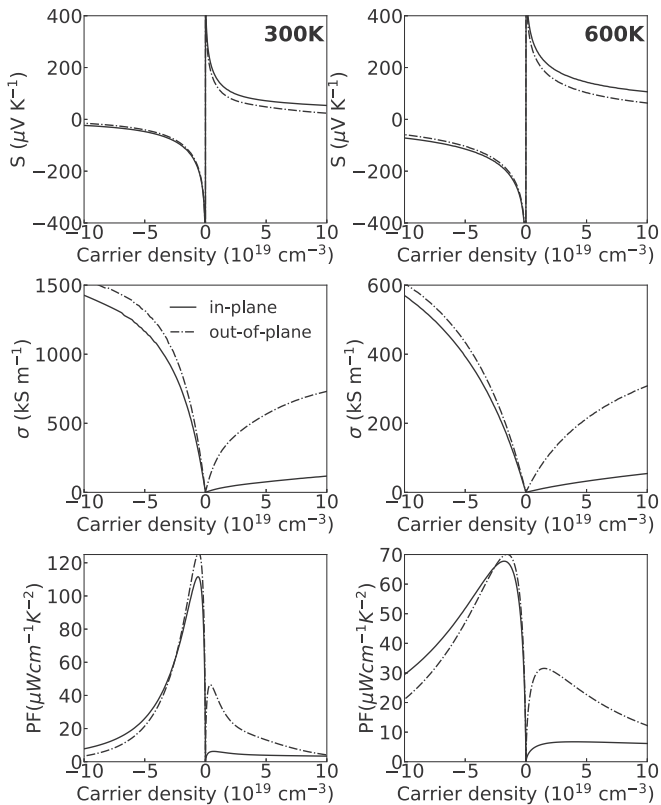 300K
S (μV K⁻¹)
400
200
0
−200
−400
−10 −5 0 5 10
Carrier density (10¹⁹ cm⁻³)
600K
S (μV K⁻¹)
400
200
0
−200
−400
−10 −5 0 5 10
Carrier density (10¹⁹ cm⁻³)
in-plane
out-of-plane
σ (kS m⁻¹)
1500
1000
500
0
−10 −5 0 5 10
Carrier density (10¹⁹ cm⁻³)
σ (kS m⁻¹)
600
400
200
0
−10 −5 0 5 10
Carrier density (10¹⁹ cm⁻³)
PF(μWcm⁻¹K⁻²)
120
100
80
60
40
20
0
−10 −5 0 5 10
Carrier density (10¹⁹ cm⁻³)
PF(μWcm⁻¹K⁻²)
70
60
50
40
30
20
10
0
−10 −5 0 5 10
Carrier density (10¹⁹ cm⁻³)